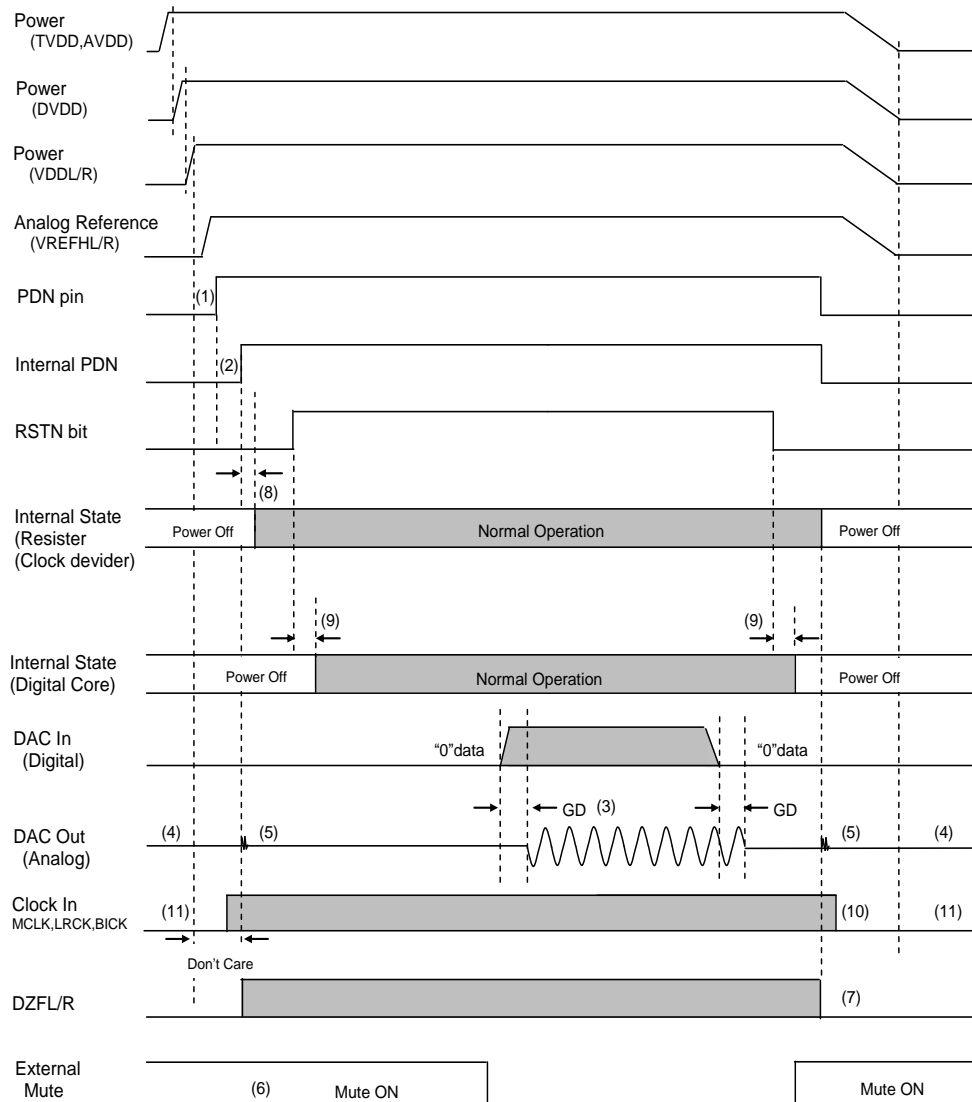 Power
(TVDD,AVDD)
Power
(DVDD)
Power
(VDDL/R)
Analog Reference
(VREFHL/R)
PDN pin
(1)
Internal PDN
(2)
RSTN bit
(8)
Internal State
(Resister
(Clock devider)
Power Off
Normal Operation
Power Off
(9)
(9)
Internal State
(Digital Core)
Power Off
Normal Operation
Power Off
DAC In
(Digital)
“0”data
“0”data
GD
(3)
GD
DAC Out
(Analog)
(4)
(5)
(5)
(4)
Clock In
MCLK,LRCK,BICK
(11)
(10)
(11)
Don’t Care
DZFL/R
(7)
External
Mute
(6)
Mute ON
Mute ON